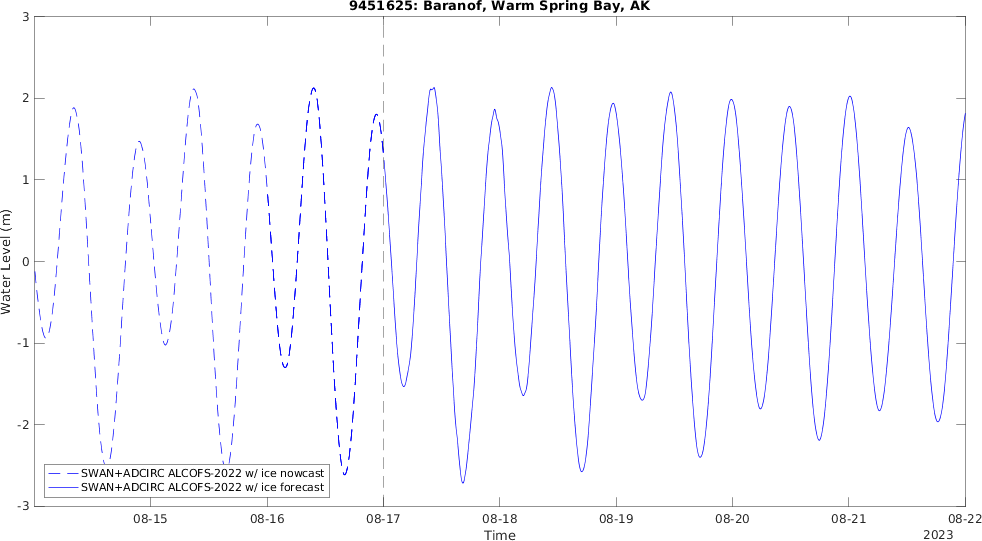 9451625: Baranof, Warm Spring Bay, AK
3
2
1
0
-1
-2
-3
Water Level (m)
SWAN+ADCIRC ALCOFS-2022 w/ ice nowcast
SWAN+ADCIRC ALCOFS-2022 w/ ice forecast
08-15 08-16 08-17 08-18 08-19 08-20 08-21 08-22
Time
2023